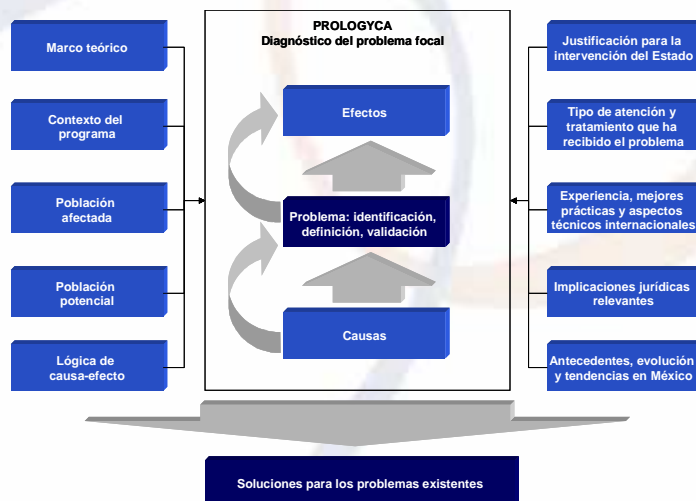 PROLOGYCA
Diagnóstico del problema focal
Marco teórico
Contexto del
programa
Población
afectada
Población
potencial
Lógica de
causa-efecto
Efectos
Problema: identificación,
definición, validación
Causas
Justificación para la
intervención del Estado
Tipo de atención y
tratamiento que ha
recibido el problema
Experiencia, mejores
prácticas y aspectos
técnicos internacionales
Implicaciones jurídicas
relevantes
Antecedentes, evolución
y tendencias en México
Soluciones para los problemas existentes